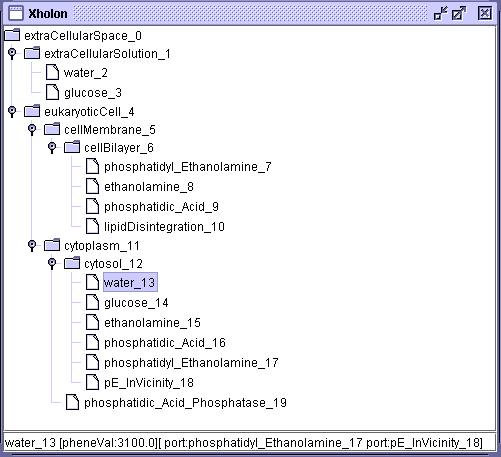 Xholon
extraCellularSpace_0
extraCellularSolution_1
water_2
glucose_3
eukaryoticCell_4
cellMembrane_5
cellBilayer_6
phosphatidyl_Ethanolamine_7
ethanolamine_8
phosphatidic_Acid_9
lipidDisintegration_10
cytoplasm_11
cytosol_12
water_13
glucose_14
ethanolamine_15
phosphatidic_Acid_16
phosphatidyl_Ethanolamine_17
pE_InVicinity_18
phosphatidic_Acid_Phosphatase_19
water_13 [pheneVal:3100.0][ port:phosphatidyl_Ethanolamine_17 port:pE_InVicinity_18]